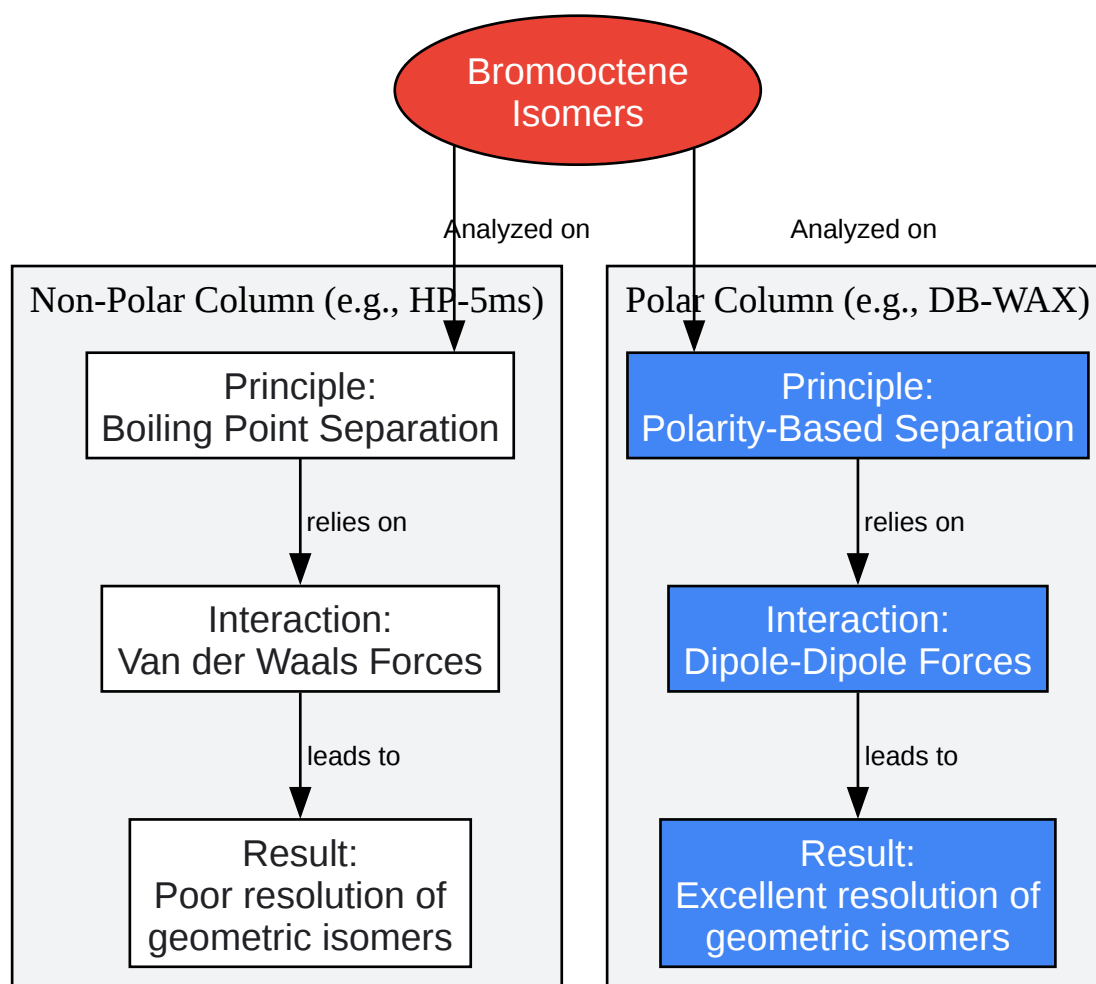 Bromooctene
Isomers
Analyzed on
Analyzed on
Non-Polar Column (e.g., HP-5ms)
Principle:
Boiling Point Separation
relies on
Interaction:
Van der Waals Forces
leads to
Result:
Poor resolution of
geometric isomers
Polar Column (e.g., DB-WAX)
Principle:
Polarity-Based Separation
relies on
Interaction:
Dipole-Dipole Forces
leads to
Result:
Excellent resolution of
geometric isomers